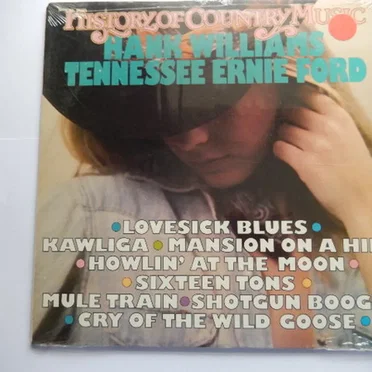 HISTORY OF COUNTRY MUSIC
HANK WILLIAMS
TENNESSEE ERNIE FORD
•LOVESICK BLUES•
KAWLIGA•MANSION ON A HI
•HOWLIN' AT THE MOON•
•SIXTEEN TONS•
MULE TRAIN•SHOTGUN BOOG
•CRY OF THE WILD GOOSE•